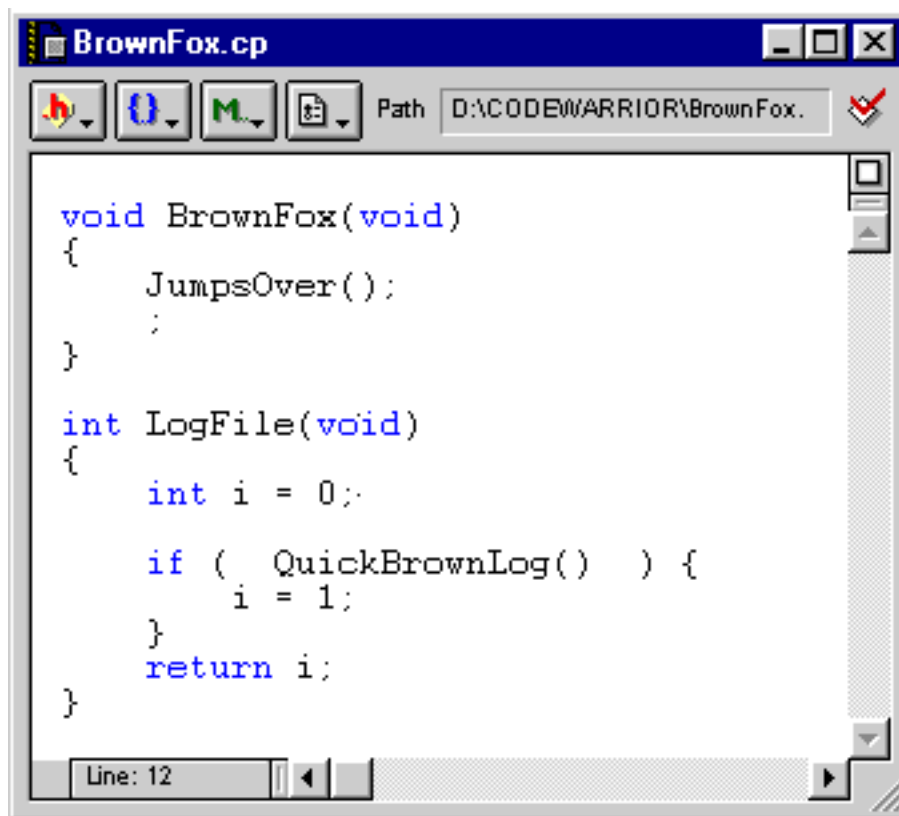 BrownFox.cp
h {} M.. Path D:\CODEWARRIOR\BrownFox.
void BrownFox(void)
{
    JumpsOver();
    ;
}
int LogFile(void)
{
    int i = 0;
    if (  QuickBrownLog()  ) {
        i = 1;
    }
    return i;
}
Line: 12